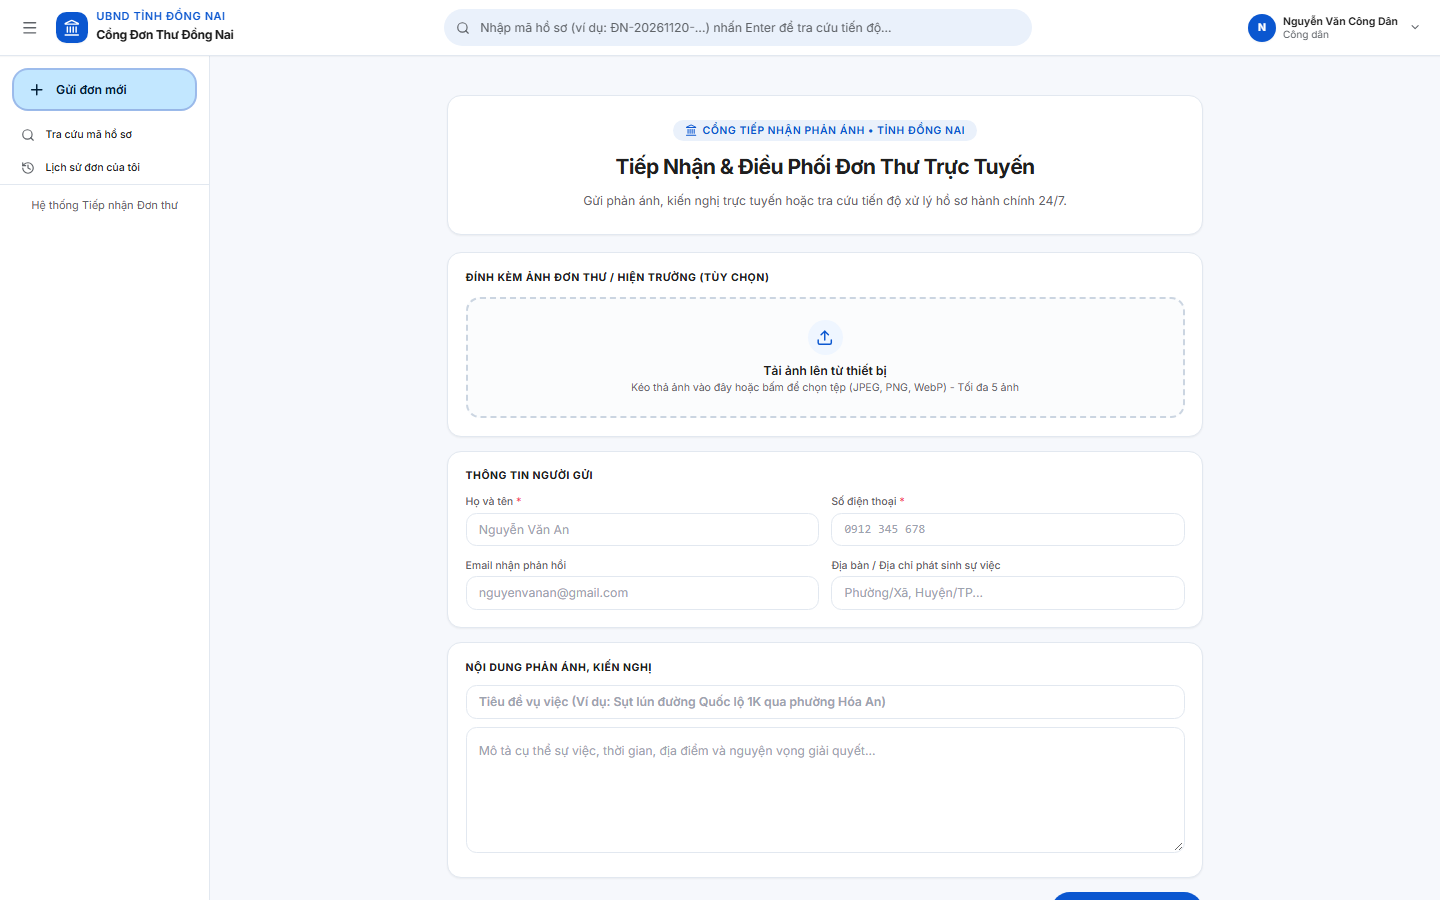 UBND TỈNH ĐỒNG NAI
Cổng Đơn Thư Đồng Nai
Nhập mã hồ sơ (ví dụ: ĐN-20261120-...) nhấn Enter để tra cứu tiến độ...
N
Nguyễn Văn Công Dân
Công dân
Gửi đơn mới
Tra cứu mã hồ sơ
Lịch sử đơn của tôi
Hệ thống Tiếp nhận Đơn thư
CỔNG TIẾP NHẬN PHẢN ÁNH • TỈNH ĐỒNG NAI
Tiếp Nhận & Điều Phối Đơn Thư Trực Tuyến
Gửi phản ánh, kiến nghị trực tuyến hoặc tra cứu tiến độ xử lý hồ sơ hành chính 24/7.
ĐÍNH KÈM ẢNH ĐƠN THƯ / HIỆN TRƯỜNG (TÙY CHỌN)
Tải ảnh lên từ thiết bị
Kéo thả ảnh vào đây hoặc bấm để chọn tệp (JPEG, PNG, WebP) - Tối đa 5 ảnh
THÔNG TIN NGƯỜI GỬI
Họ và tên *
Số điện thoại *
Nguyễn Văn An
0912 345 678
Email nhận phản hồi
Địa bàn / Địa chỉ phát sinh sự việc
nguyenvanan@gmail.com
Phường/Xã, Huyện/TP...
NỘI DUNG PHẢN ÁNH, KIẾN NGHỊ
Tiêu đề vụ việc (Ví dụ: Sụt lún đường Quốc lộ 1K qua phường Hóa An)
Mô tả cụ thể sự việc, thời gian, địa điểm và nguyện vọng giải quyết...